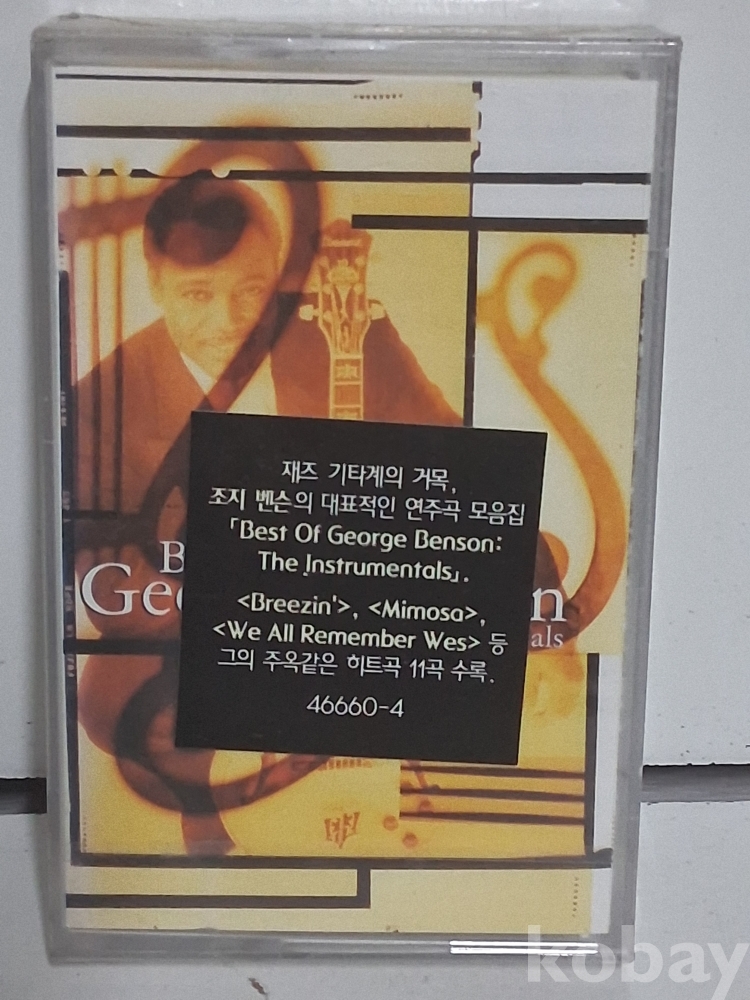 재즈 기타계의 거목,
조지 벤슨의 대표적인 연주곡 모음집
「Best Of George Benson:
The Instrumentals」.
<Breezin'>, <Mimosa>,
<We All Remember Wes> 등
그의 주옥같은 히트곡 11곡 수록.
46660-4
kobay